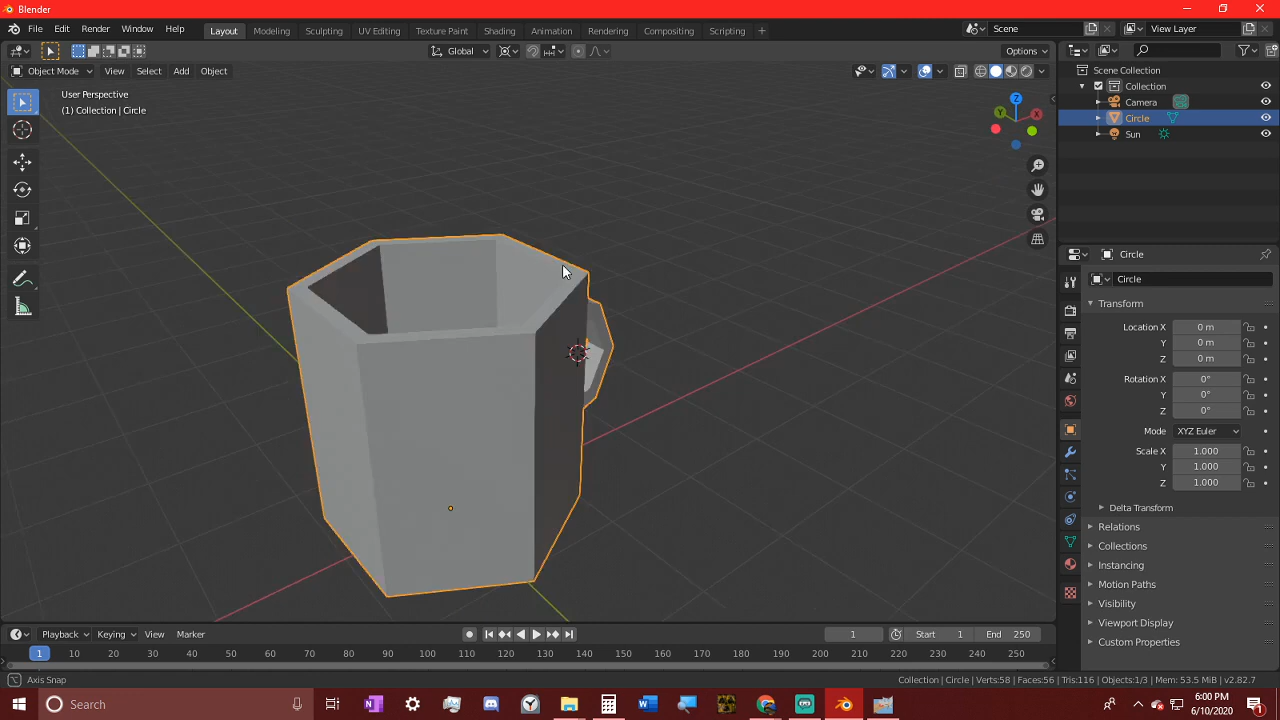 Blender
File Edit Render Window Help
Layout Modeling Sculpting UV Editing Texture Paint Shading Animation Rendering Compositing Scripting +
Scene
View Layer
Global
Options
Object Mode View Select Add Object
User Perspective
(1) Collection | Circle
Z
Y
X
Scene Collection
Collection
Camera
Circle
Sun
Circle
Circle
Transform
Location X 0 m
Y 0 m
Z 0 m
Rotation X 0°
Y 0°
Z 0°
Mode XYZ Euler
Scale X 1.000
Y 1.000
Z 1.000
Delta Transform
Relations
Collections
Instancing
Motion Paths
Visibility
Viewport Display
Custom Properties
Playback Keying View Marker
1 Start 1 End 250
1 10 20 30 40 50 60 70 80 90 100 110 120 130 140 150 160 170 180 190 200 210 220 230 240 250
Axis Snap
Collection | Circle | Verts:58 | Faces:56 | Tris:116 | Objects:1/3 | Mem: 53.5 MiB | v2.82.7
Search
6:00 PM
6/10/2020